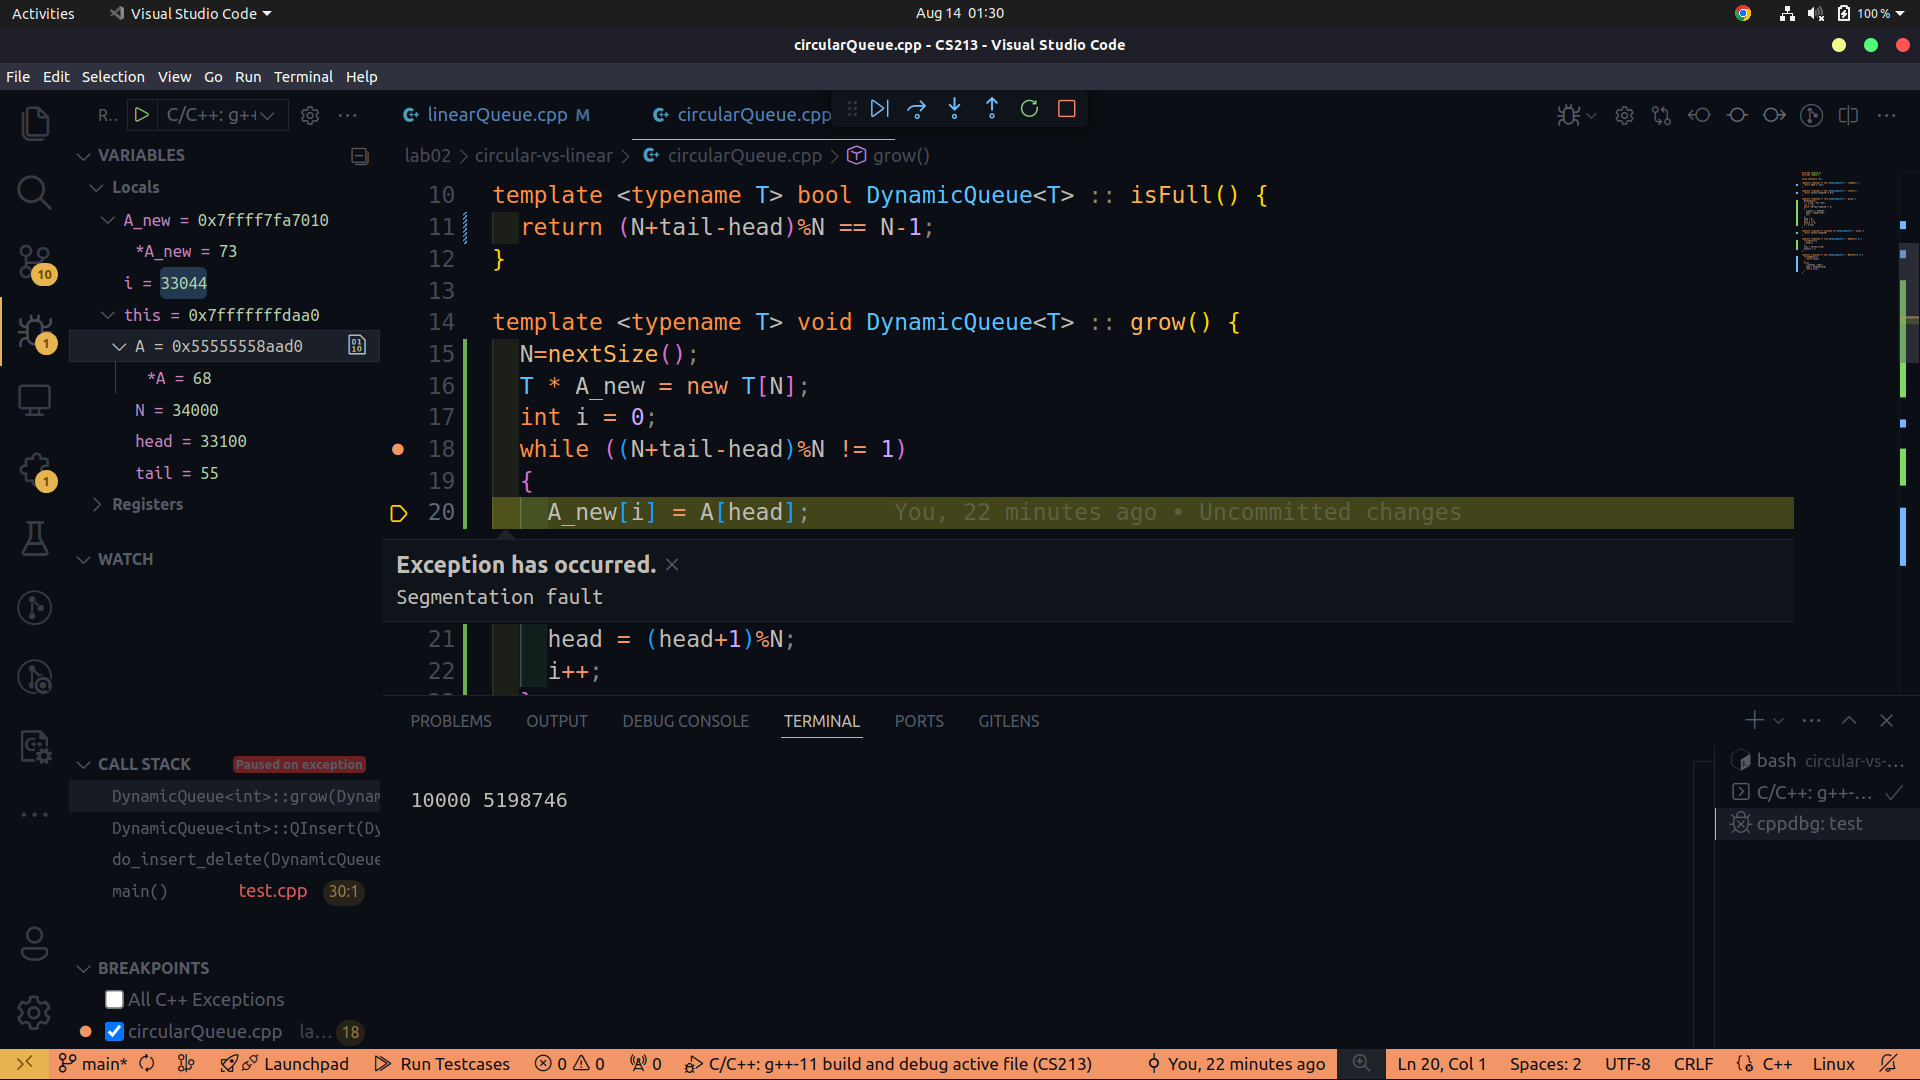 Activities
Visual Studio Code
Aug 14 01:30
100 %
circularQueue.cpp - CS213 - Visual Studio Code
File Edit Selection View Go Run Terminal Help
R.. C/C++: g++
linearQueue.cpp M
circularQueue.cpp
VARIABLES
lab02 > circular-vs-linear > circularQueue.cpp > grow()
Locals
A_new = 0x7ffff7fa7010
*A_new = 73
i = 33044
this = 0x7fffffffdaa0
A = 0x55555558aad0
*A = 68
N = 34000
head = 33100
tail = 55
Registers
WATCH
10 template <typename T> bool DynamicQueue<T> :: isFull() {
11 return (N+tail-head)%N == N-1;
12 }
13
14 template <typename T> void DynamicQueue<T> :: grow() {
15 N=nextSize();
16 T * A_new = new T[N];
17 int i = 0;
18 while ((N+tail-head)%N != 1)
19 {
20 A_new[i] = A[head]; You, 22 minutes ago • Uncommitted changes
Exception has occurred.
Segmentation fault
21 head = (head+1)%N;
22 i++;
10
1
1
PROBLEMS OUTPUT DEBUG CONSOLE TERMINAL PORTS GITLENS
10000 5198746
bash circular-vs-...
C/C++: g++-...
cppdbg: test
CALL STACK Paused on exception
DynamicQueue<int>::grow(Dynam
DynamicQueue<int>::QInsert(Dy
do_insert_delete(DynamicQueue
main() test.cpp 30:1
BREAKPOINTS
All C++ Exceptions
circularQueue.cpp la... 18
main* Launchpad Run Testcases 0 0 0 C/C++: g++-11 build and debug active file (CS213) You, 22 minutes ago Ln 20, Col 1 Spaces: 2 UTF-8 CRLF C++ Linux